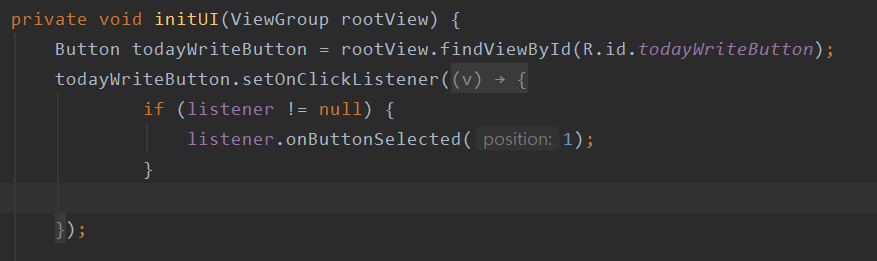 private void initUI(ViewGroup rootView) {
Button todayWriteButton = rootView.findViewById(R.id.todayWriteButton);
todayWriteButton.setOnClickListener((v) → {
if (listener != null) {
listener.onButtonSelected( position: 1);
}
});